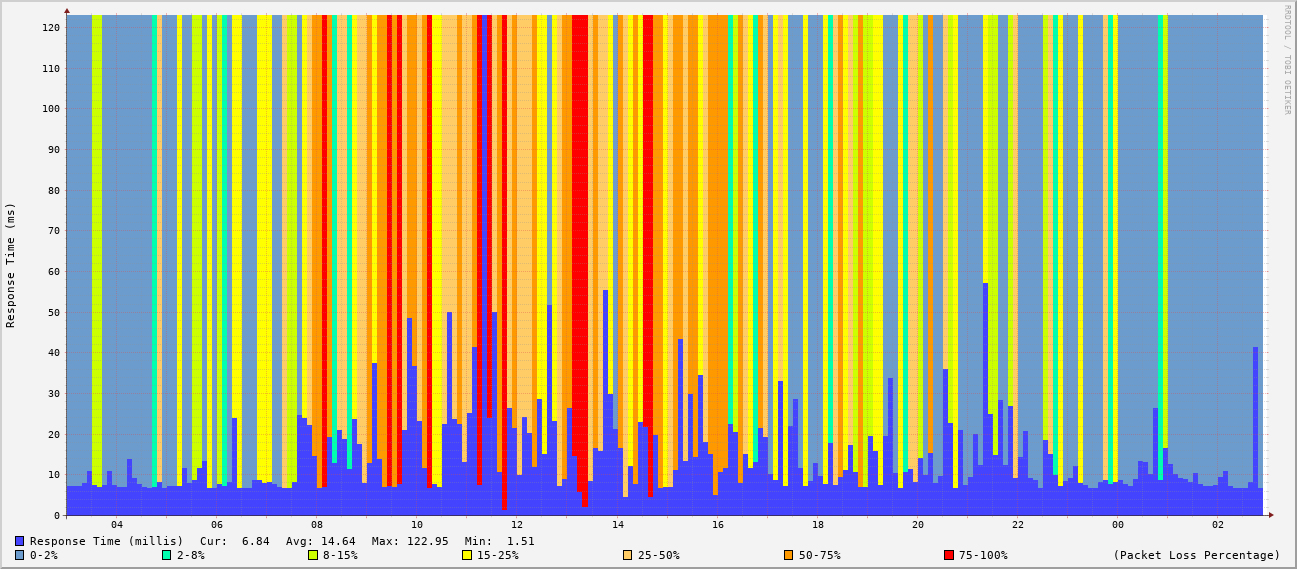 RRDTOOL / TOBI OETIKER
Response Time (ms)
120
110
100
90
80
70
60
50
40
30
20
10
0
04 06 08 10 12 14 16 18 20 22 00 02
Response Time (millis) Cur: 6.84 Avg: 14.64 Max: 122.95 Min: 1.51
0-2% 2-8% 8-15% 15-25% 25-50% 50-75% 75-100% (Packet Loss Percentage)